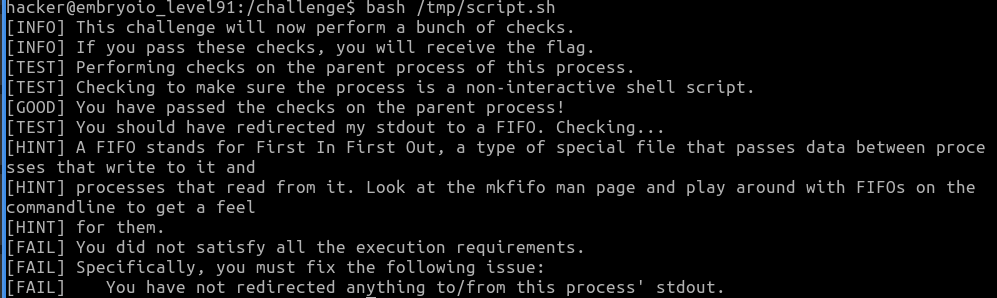 hacker@embryoio_level91:/challenge$ bash /tmp/script.sh
[INFO] This challenge will now perform a bunch of checks.
[INFO] If you pass these checks, you will receive the flag.
[TEST] Performing checks on the parent process of this process.
[TEST] Checking to make sure the process is a non-interactive shell script.
[GOOD] You have passed the checks on the parent process!
[TEST] You should have redirected my stdout to a FIFO. Checking...
[HINT] A FIFO stands for First In First Out, a type of special file that passes data between proce
sses that write to it and
[HINT] processes that read from it. Look at the mkfifo man page and play around with FIFOs on the
commandline to get a feel
[HINT] for them.
[FAIL] You did not satisfy all the execution requirements.
[FAIL] Specifically, you must fix the following issue:
[FAIL]    You have not redirected anything to/from this process' stdout.